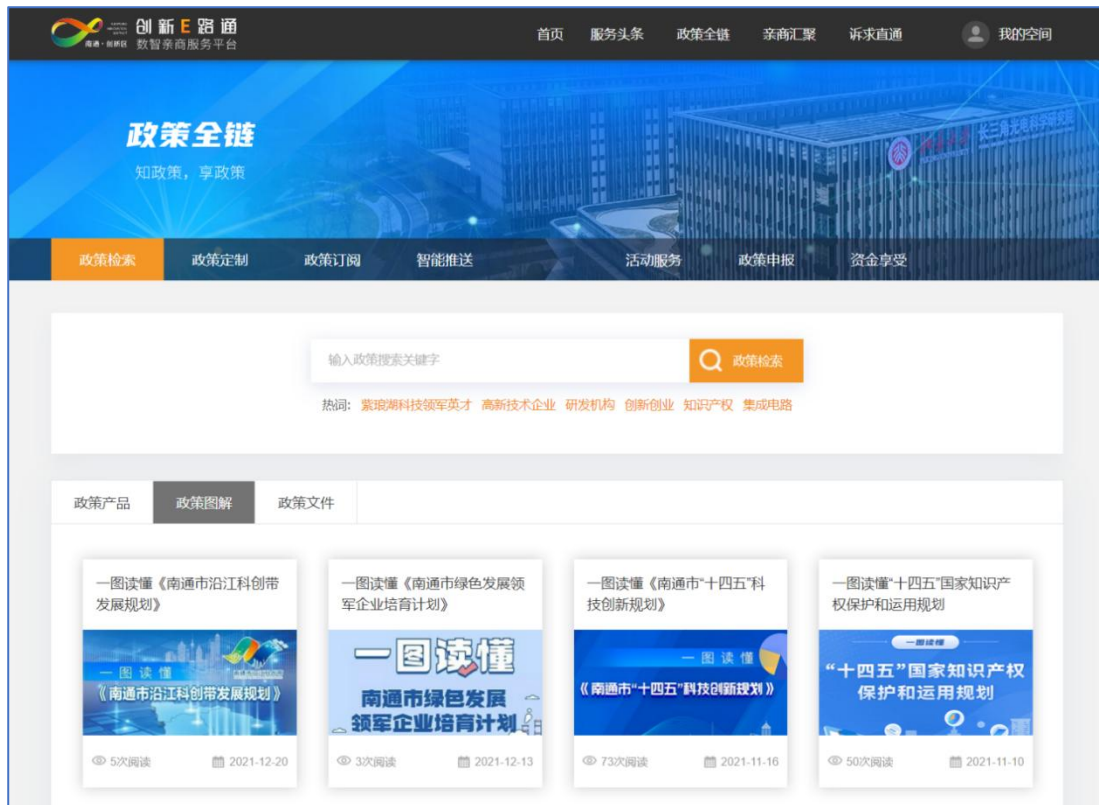 创新E路通
南通·创新区 数智亲商服务平台
首页 服务头条 政策全链 亲商汇聚 诉求直通 我的空间
政策全链
知政策，享政策
长三角光电科学研究院
政策检索 政策定制 政策订阅 智能推送 活动服务 政策申报 资金享受
输入政策搜索关键字 政策检索
热词： 紫琅湖科技领军英才 高新技术企业 研发机构 创新创业 知识产权 集成电路
政策产品 政策图解 政策文件
一图读懂《南通市沿江科创带
发展规划》
一图读懂
《南通市沿江科创带发展规划》
5次阅读 2021-12-20
一图读懂《南通市绿色发展领
军企业培育计划》
一图读懂
南通市绿色发展
领军企业培育计划
3次阅读 2021-12-13
一图读懂《南通市“十四五”科
技创新规划》
一图读懂
《南通市“十四五”科技创新规划》
73次阅读 2021-11-16
一图读懂“十四五”国家知识产
权保护和运用规划
一图读懂
“十四五”国家知识产权
保护和运用规划
50次阅读 2021-11-10